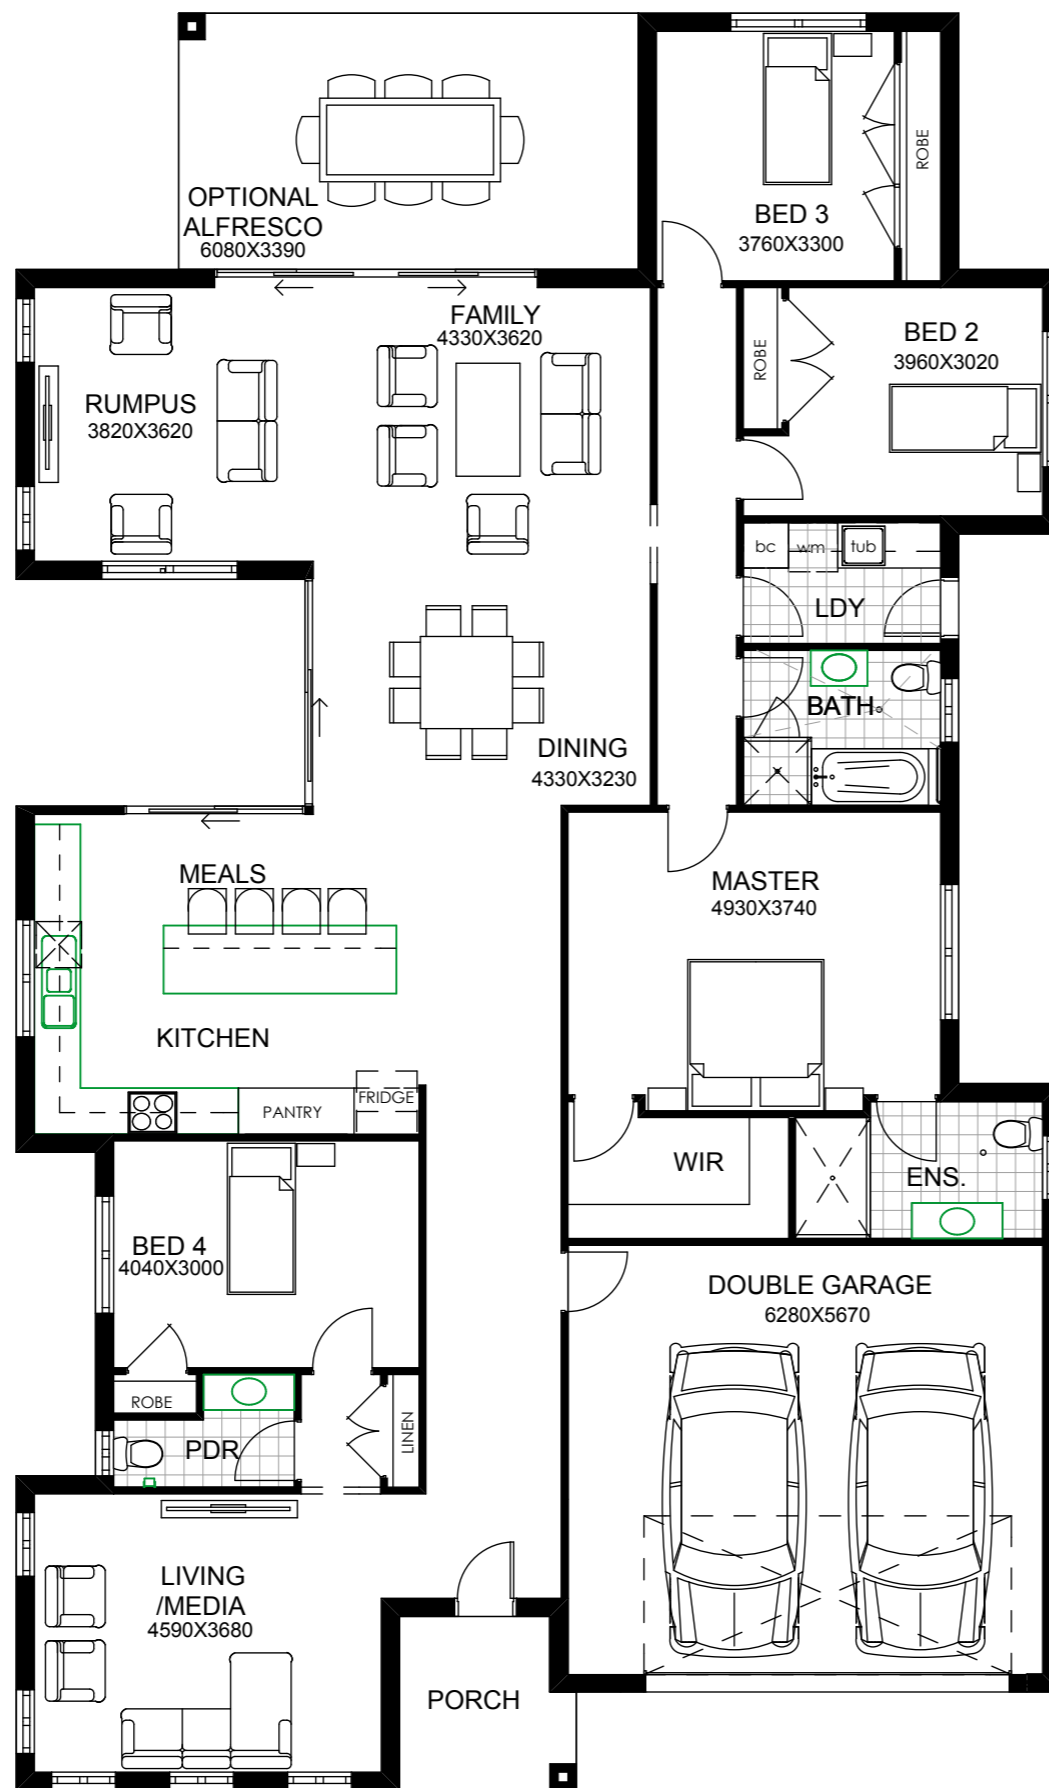 OPTIONAL
ALFRESCO
6080X3390
BED 3
3760X3300
ROBE
FAMILY
4330X3620
RUMPUS
3820X3620
ROBE
BED 2
3960X3020
bc
wm
tub
LDY
BATH
DINING
4330X3230
MEALS
MASTER
4930X3740
KITCHEN
FRIDGE
PANTRY
WIR
ENS.
BED 4
4040X3000
DOUBLE GARAGE
6280X5670
ROBE
LINEN
PDR
LIVING
/MEDIA
4590X3680
PORCH